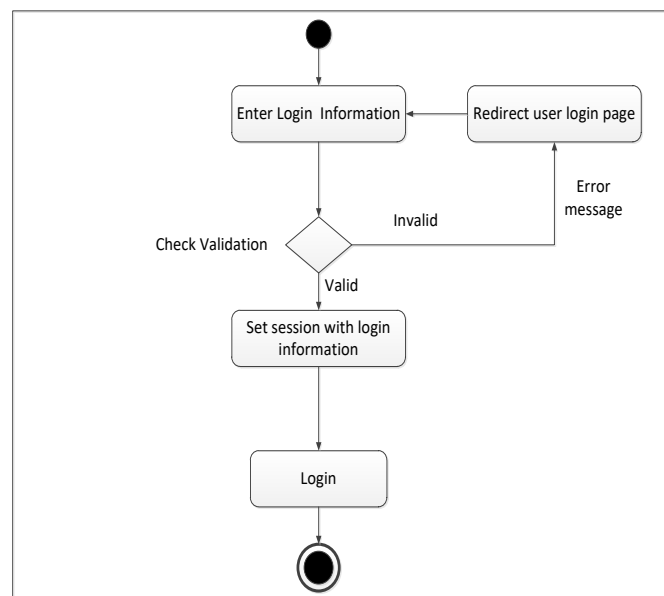 Enter Login Information
Redirect user login page
Error
message
Invalid
Check Validation
Valid
Set session with login
information
Login